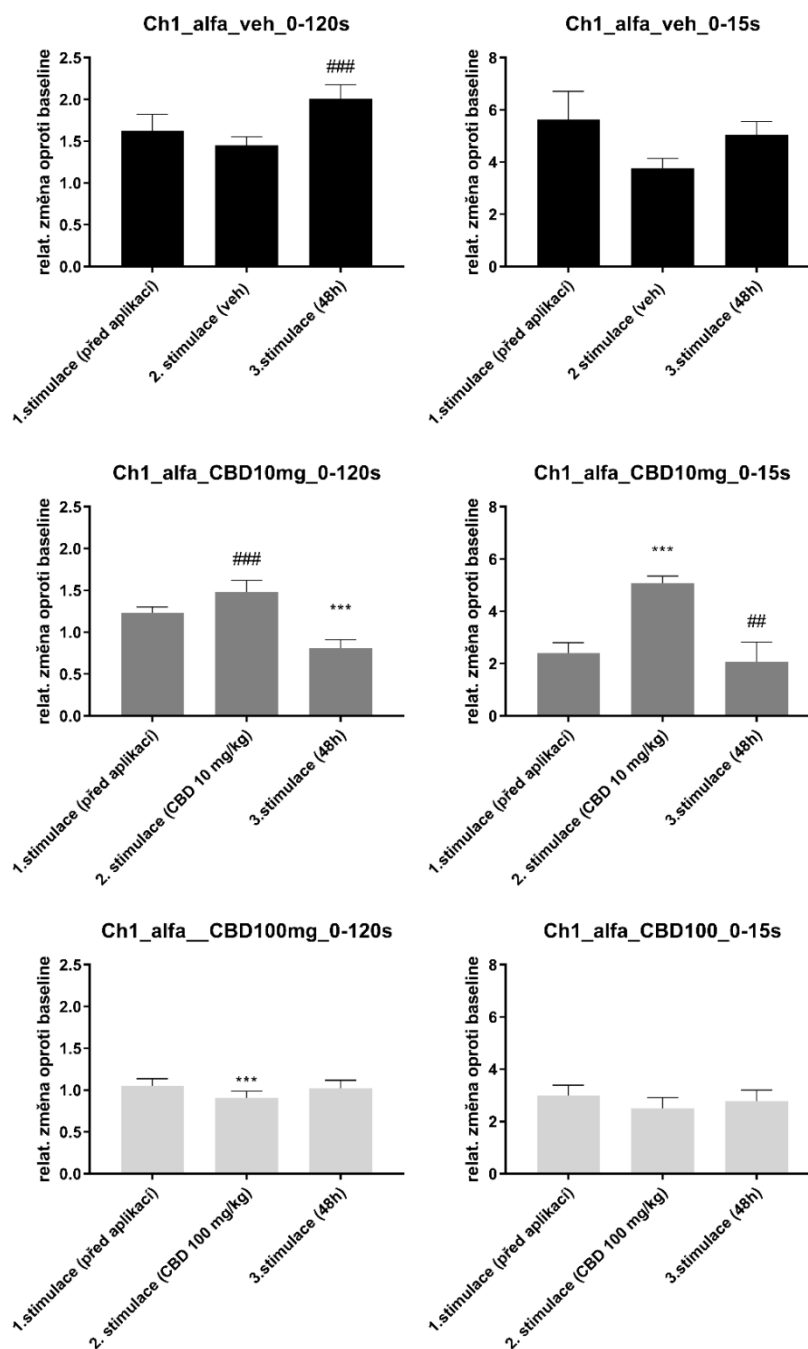 Ch1_alfa_veh_0-120s
###
relat. změna oproti baseline
2.5
2.0
1.5
1.0
0.5
0.0
1.stimulace (před aplikací)
2. stimulace (veh)
3.stimulace (48h)
Ch1_alfa_veh_0-15s
relat. změna oproti baseline
8
6
4
2
0
1.stimulace (před aplikací)
2 stimulace (veh)
3.stimulace (48h)
Ch1_alfa_CBD10mg_0-120s
###
***
relat. změna oproti baseline
2.5
2.0
1.5
1.0
0.5
0.0
1.stimulace (před aplikací)
2. stimulace (CBD 10 mg/kg)
3.stimulace (48h)
Ch1_alfa_CBD10mg_0-15s
***
##
relat. změna oproti baseline
8
6
4
2
0
1.stimulace (před aplikací)
2. stimulace (CBD 10 mg/kg)
3.stimulace (48h)
Ch1_alfa__CBD100mg_0-120s
***
relat. změna oproti baseline
2.5
2.0
1.5
1.0
0.5
0.0
1.stimulace (před aplikací)
2. stimulace (CBD 100 mg/kg)
3.stimulace (48h)
Ch1_alfa_CBD100_0-15s
relat. změna oproti baseline
8
6
4
2
0
1.stimulace (před aplikací)
2. stimulace (CBD 100 mg/kg)
3.stimulace (48h)